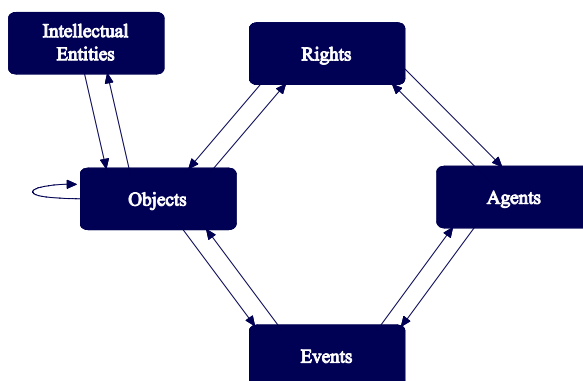 Intellectual
Entities
Rights
Objects
Agents
Events